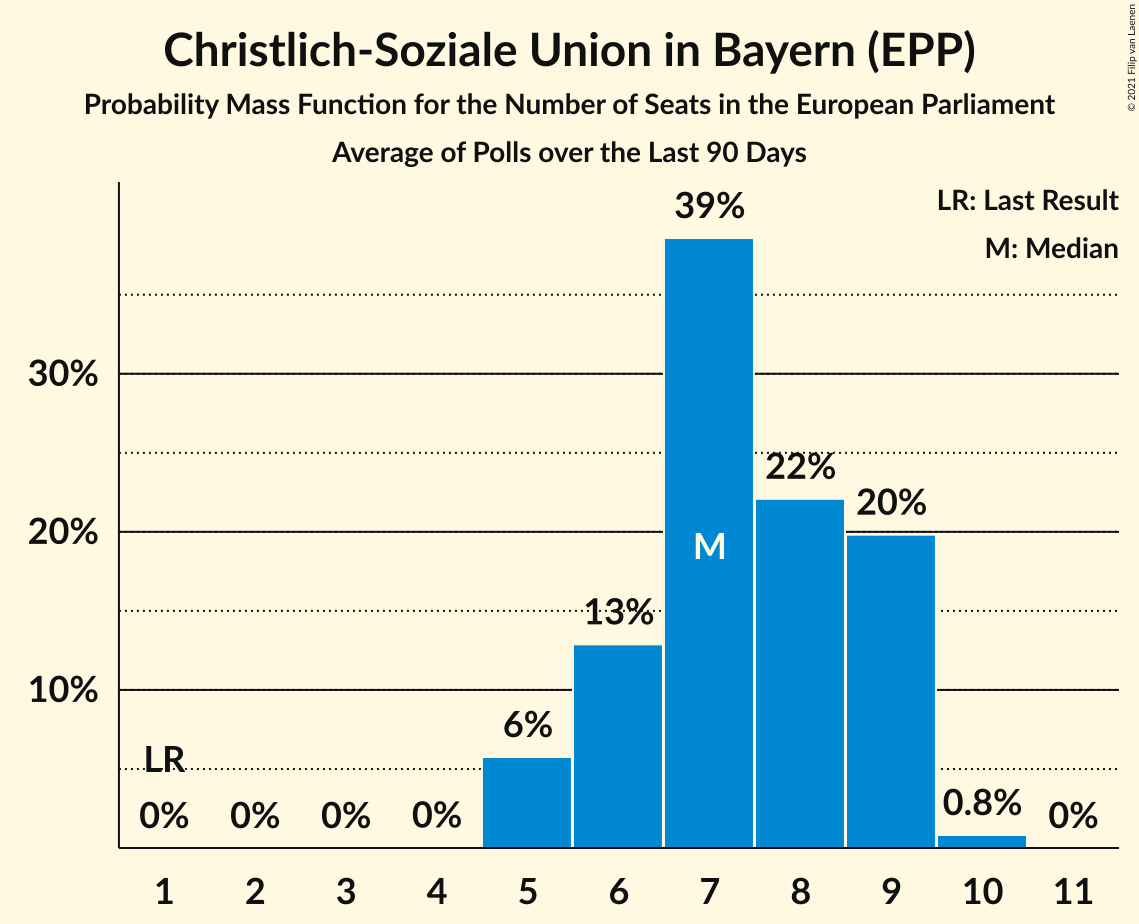 Christlich-Soziale Union in Bayern (EPP)
Probability Mass Function for the Number of Seats in the European Parliament
Average of Polls over the Last 90 Days
© 2021 Filip van Laenen
LR: Last Result
M: Median
39%
30%
22%
20%
20%
M
13%
10%
6%
LR
0%
0%
0%
0%
0.8%
0%
1 2 3 4 5 6 7 8 9 10 11